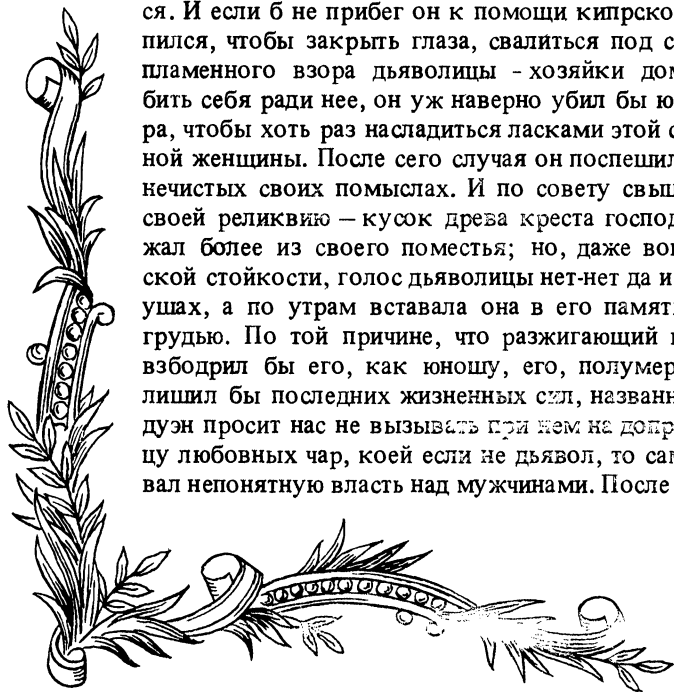 ся. И если б не прибег он к помощи кипрско
пился, чтобы закрыть глаза, свалиться под с
пламенного взора дьяволицы - хозяйки дом
бить себя ради нее, он уж наверно убил бы ю
ра, чтобы хоть раз насладиться ласками этой с
ной женщины. После сего случая он поспешил
нечистых своих помыслах. И по совету свыш
своей реликвию — кусок древа креста господ
жал более из своего поместья; но, даже во
ской стойкости, голос дьяволицы нет-нет да и
ушах, а по утрам вставала она в его памят
грудью. По той причине, что разжигающий
взбодрил бы его, как юношу, его, полумер
лишил бы последних жизненных сил, названн
дуэн просит нас не вызывать при нем на допр
цу любовных чар, коей если не дьявол, то са
вал непонятную власть над мужчинами. После